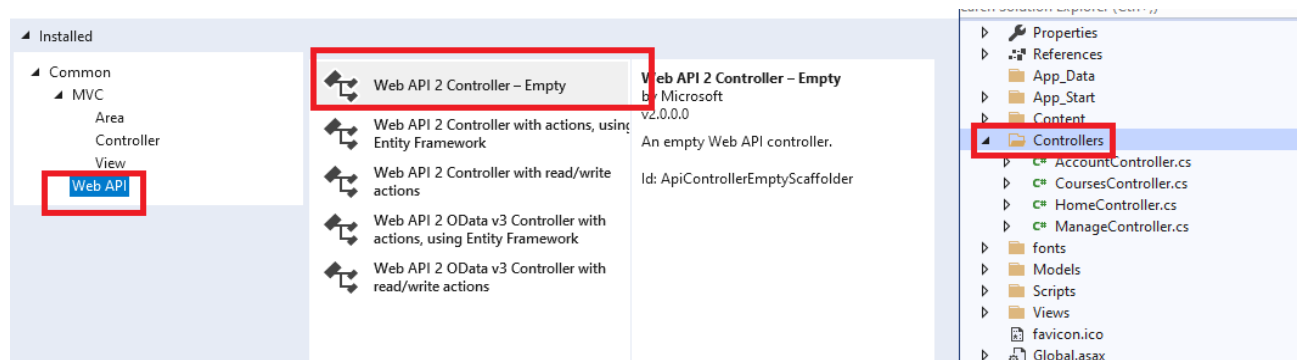 Installed
Common
MVC
Area
Controller
View
Web API
Web API 2 Controller – Empty
Web API 2 Controller with actions, using
Entity Framework
Web API 2 Controller with read/write
actions
Web API 2 OData v3 Controller with
actions, using Entity Framework
Web API 2 OData v3 Controller with
read/write actions
Web API 2 Controller – Empty
by Microsoft
v2.0.0.0
An empty Web API controller.
Id: ApiControllerEmptyScaffolder
Properties
References
App_Data
App_Start
Content
Controllers
C# AccountController.cs
C# CoursesController.cs
C# HomeController.cs
C# ManageController.cs
fonts
Models
Scripts
Views
favicon.ico
Global.asax